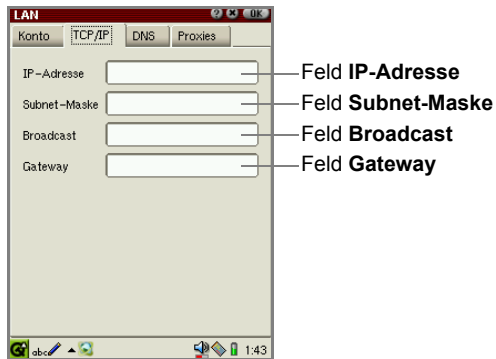 LAN ? x OK
Konto TCP/IP DNS Proxies
IP-Adresse Feld IP-Adresse
Subnet-Maske Feld Subnet-Maske
Broadcast Feld Broadcast
Gateway Feld Gateway
abc 1:43